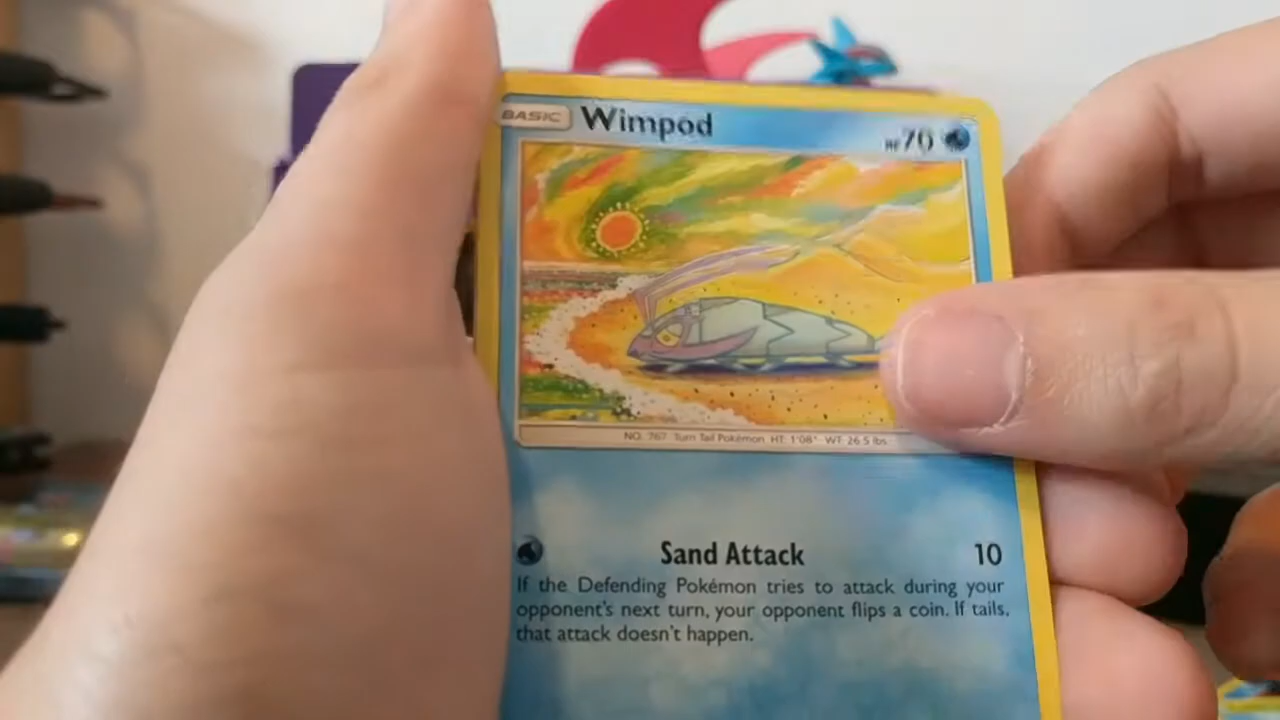 BASIC Wimpod HP 70
NO. 767 Turn Tail Pokémon HT: 1'08" WT: 26.5 lbs.
Sand Attack 10
If the Defending Pokémon tries to attack during your
opponent's next turn, your opponent flips a coin. If tails,
that attack doesn't happen.